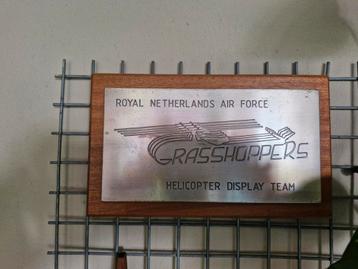 ROYAL NETHERLANDS AIR FORCE
GRASSHOPPERS
HELICOPTER DISPLAY TEAM